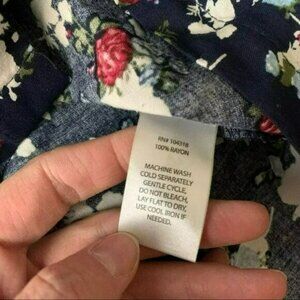 RN# 104318
100% RAYON
MACHINE WASH
COLD SEPARATELY
GENTLE CYCLE,
DO NOT BLEACH,
LAY FLAT TO DRY,
USE COOL IRON IF
NEEDED.